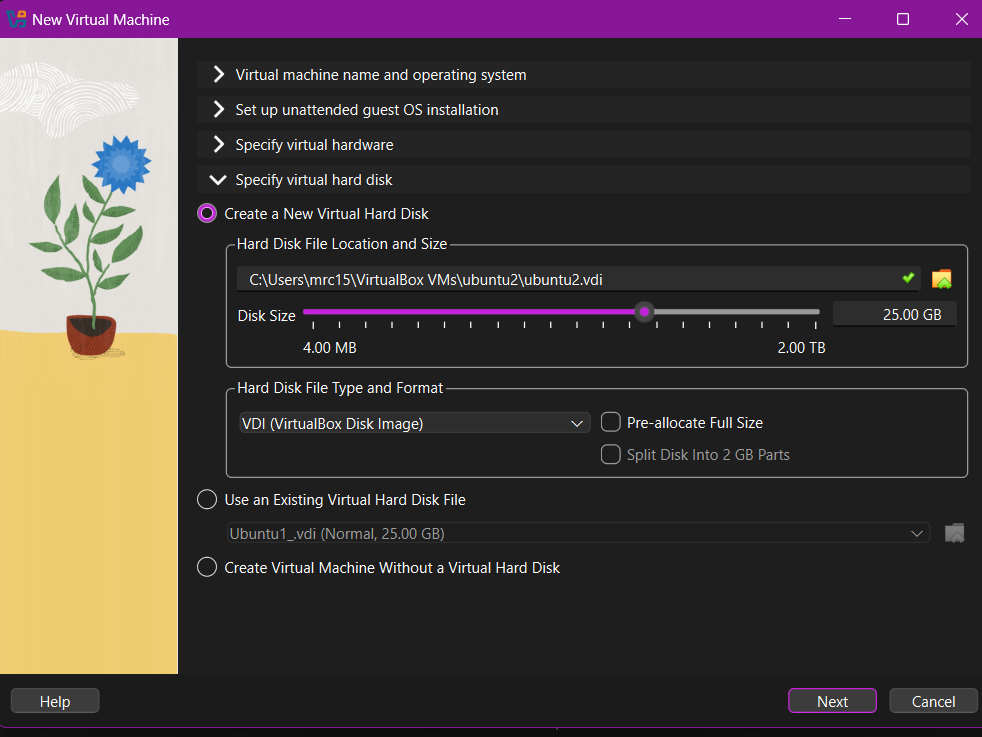 New Virtual Machine
Virtual machine name and operating system
Set up unattended guest OS installation
Specify virtual hardware
Specify virtual hard disk
Create a New Virtual Hard Disk
Hard Disk File Location and Size
C:\Users\mrc15\VirtualBox VMs\ubuntu2\ubuntu2.vdi
Disk Size 25.00 GB
4.00 MB 2.00 TB
Hard Disk File Type and Format
VDI (VirtualBox Disk Image) Pre-allocate Full Size
Split Disk Into 2 GB Parts
Use an Existing Virtual Hard Disk File
Ubuntu1_.vdi (Normal, 25.00 GB)
Create Virtual Machine Without a Virtual Hard Disk
Help Next Cancel